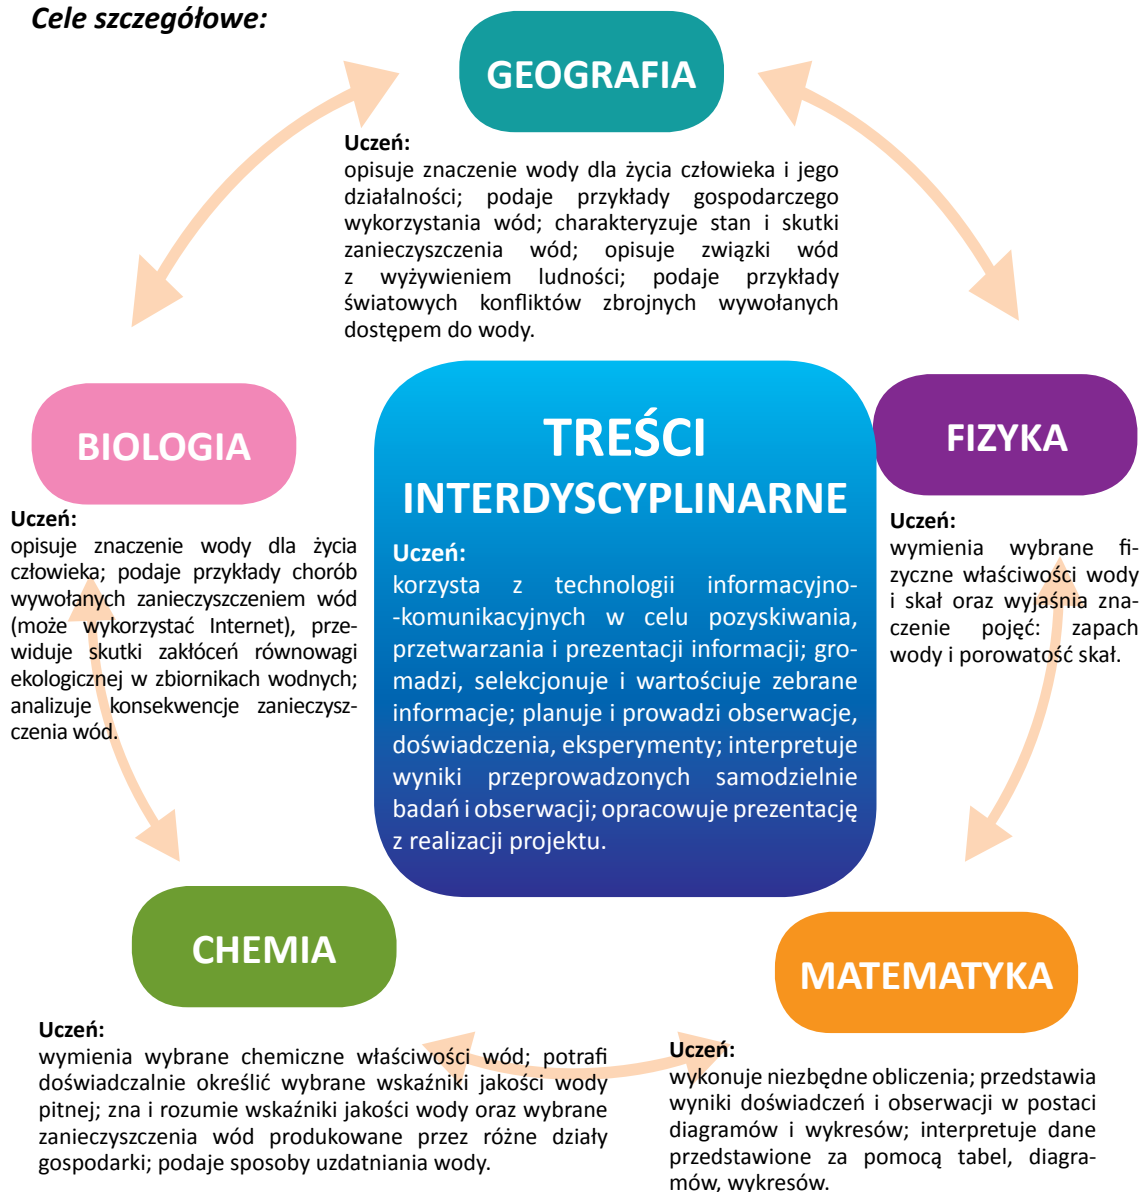 Cele szczegółowe:
GEOGRAFIA
Uczeń:
opisuje znaczenie wody dla życia człowieka i jego
działalności; podaje przykłady gospodarczego
wykorzystania wód; charakteryzuje stan i skutki
zanieczyszczenia wód; opisuje związki wód
z wyżywieniem ludności; podaje przykłady
światowych konfliktów zbrojnych wywołanych
dostępem do wody.
BIOLOGIA
Uczeń:
opisuje znaczenie wody dla życia
człowieka; podaje przykłady chorób
wywołanych zanieczyszczeniem wód
(może wykorzystać Internet), prze-
widuje skutki zakłóceń równowagi
ekologicznej w zbiornikach wodnych;
analizuje konsekwencje zanieczysz-
czenia wód.
TREŚCI
INTERDYSCYPLINARNE
Uczeń:
korzysta z technologii informacyjno-
-komunikacyjnych w celu pozyskiwania,
przetwarzania i prezentacji informacji; gro-
madzi, selekcjonuje i wartościuje zebrane
informacje; planuje i prowadzi obserwacje,
doświadczenia, eksperymenty; interpretuje
wyniki przeprowadzonych samodzielnie
badań i obserwacji; opracowuje prezentację
z realizacji projektu.
FIZYKA
Uczeń:
wymienia wybrane fi-
zyczne właściwości wody
i skał oraz wyjaśnia zna-
czenie pojęć: zapach
wody i porowatość skał.
CHEMIA
Uczeń:
wymienia wybrane chemiczne właściwości wód; potrafi
doświadczalnie określić wybrane wskaźniki jakości wody
pitnej; zna i rozumie wskaźniki jakości wody oraz wybrane
zanieczyszczenia wód produkowane przez różne działy
gospodarki; podaje sposoby uzdatniania wody.
MATEMATYKA
Uczeń:
wykonuje niezbędne obliczenia; przedstawia
wyniki doświadczeń i obserwacji w postaci
diagramów i wykresów; interpretuje dane
przedstawione za pomocą tabel, diagra-
mów, wykresów.